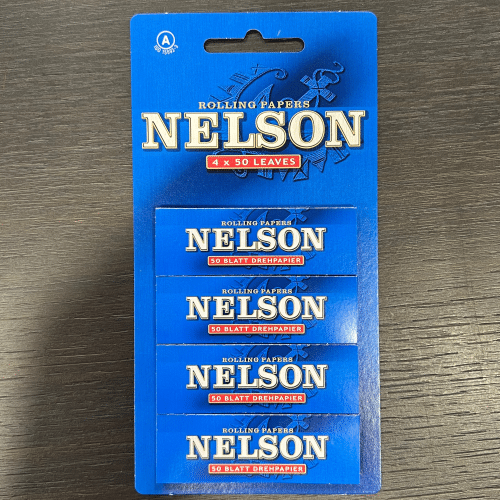 A
ROLLING PAPERS
NELSON
4 x 50 LEAVES
ROLLING PAPERS
NELSON
50 BLATT DREHPAPIER
ROLLING PAPERS
NELSON
50 BLATT DREHPAPIER
ROLLING PAPERS
NELSON
50 BLATT DREHPAPIER
ROLLING PAPERS
NELSON
50 BLATT DREHPAPIER